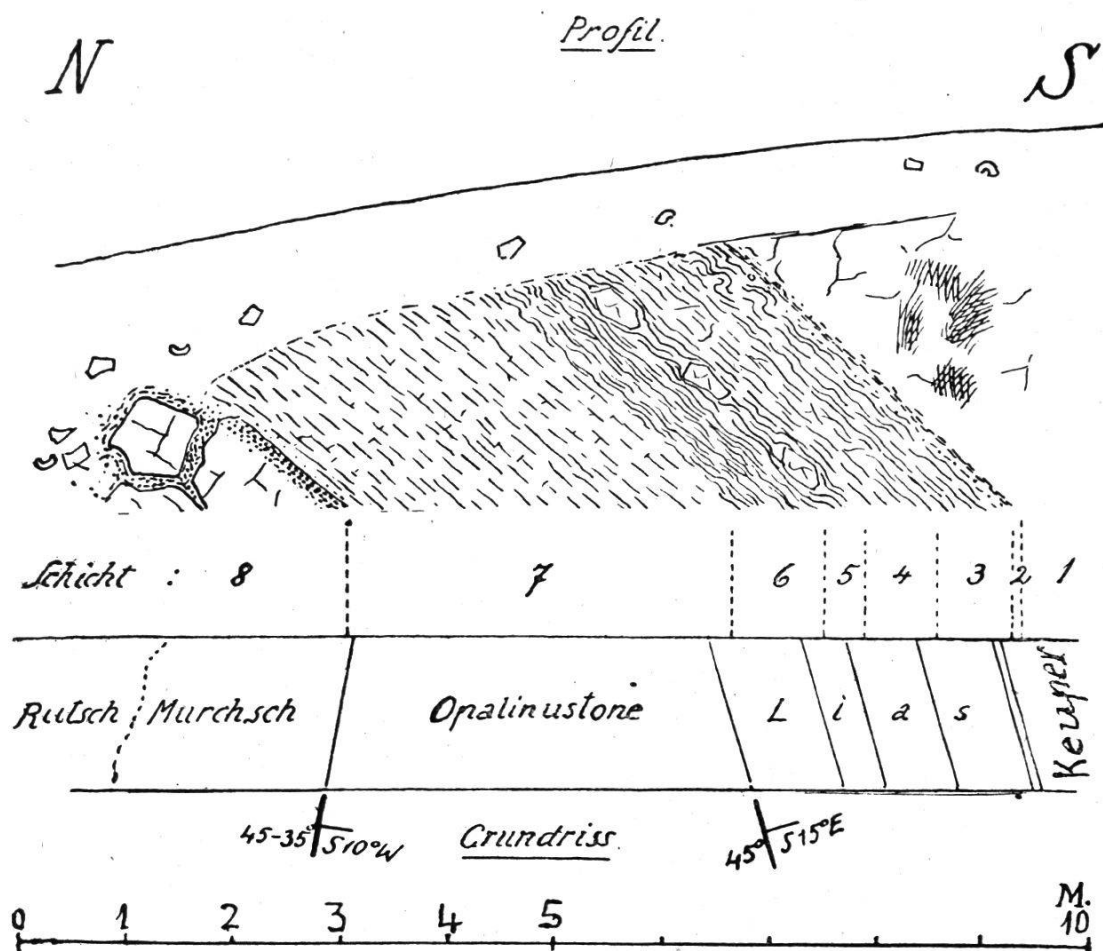 Profil.
N S
Schicht : 8 7 6 5 4 3 2 1
Rutsch Murchsch Opalinustone L i a s Keuper
45-35° S10°W Grundriss 45° S15°E
M.
0 1 2 3 4 5 10